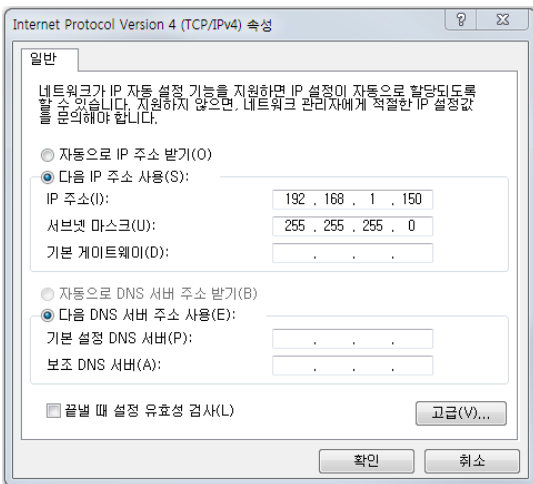 Internet Protocol Version 4 (TCP/IPv4) 속성
일반
네트워크가 IP 자동 설정 기능을 지원하면 IP 설정이 자동으로 할당되도록
할 수 있습니다. 지원하지 않으면, 네트워크 관리자에게 적절한 IP 설정값
을 문의해야 합니다.
자동으로 IP 주소 받기(O)
다음 IP 주소 사용(S):
IP 주소(I): 192 . 168 . 1 . 150
서브넷 마스크(U): 255 . 255 . 255 . 0
기본 게이트웨이(D): . . .
자동으로 DNS 서버 주소 받기(B)
다음 DNS 서버 주소 사용(E):
기본 설정 DNS 서버(P): . . .
보조 DNS 서버(A): . . .
끝낼 때 설정 유효성 검사(L)
고급(V)...
확인 취소